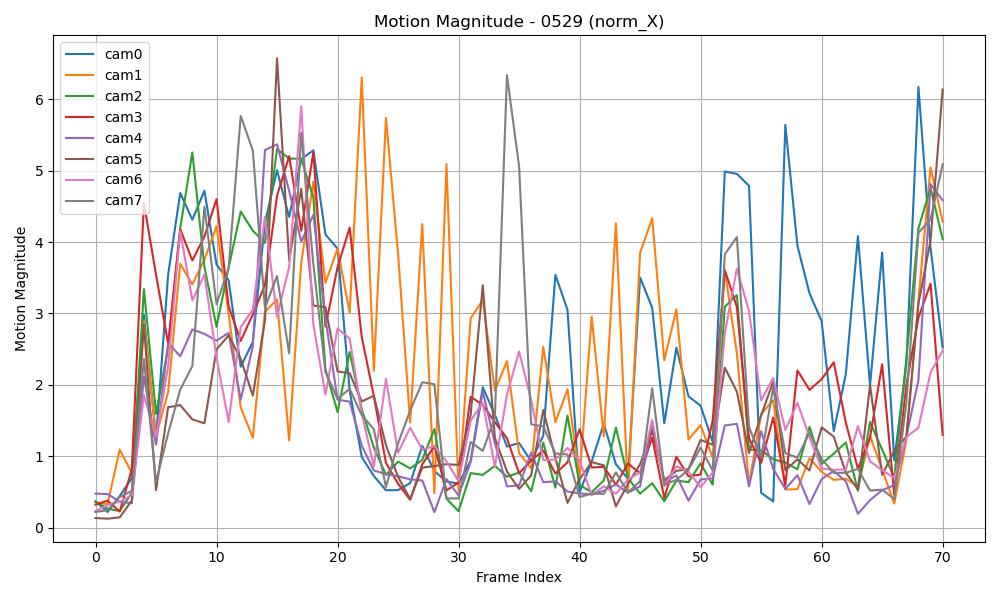 Motion Magnitude - 0529 (norm_X)
cam0
cam1
cam2
cam3
cam4
cam5
cam6
cam7
Motion Magnitude
6
5
4
3
2
1
0
0 10 20 30 40 50 60 70
Frame Index